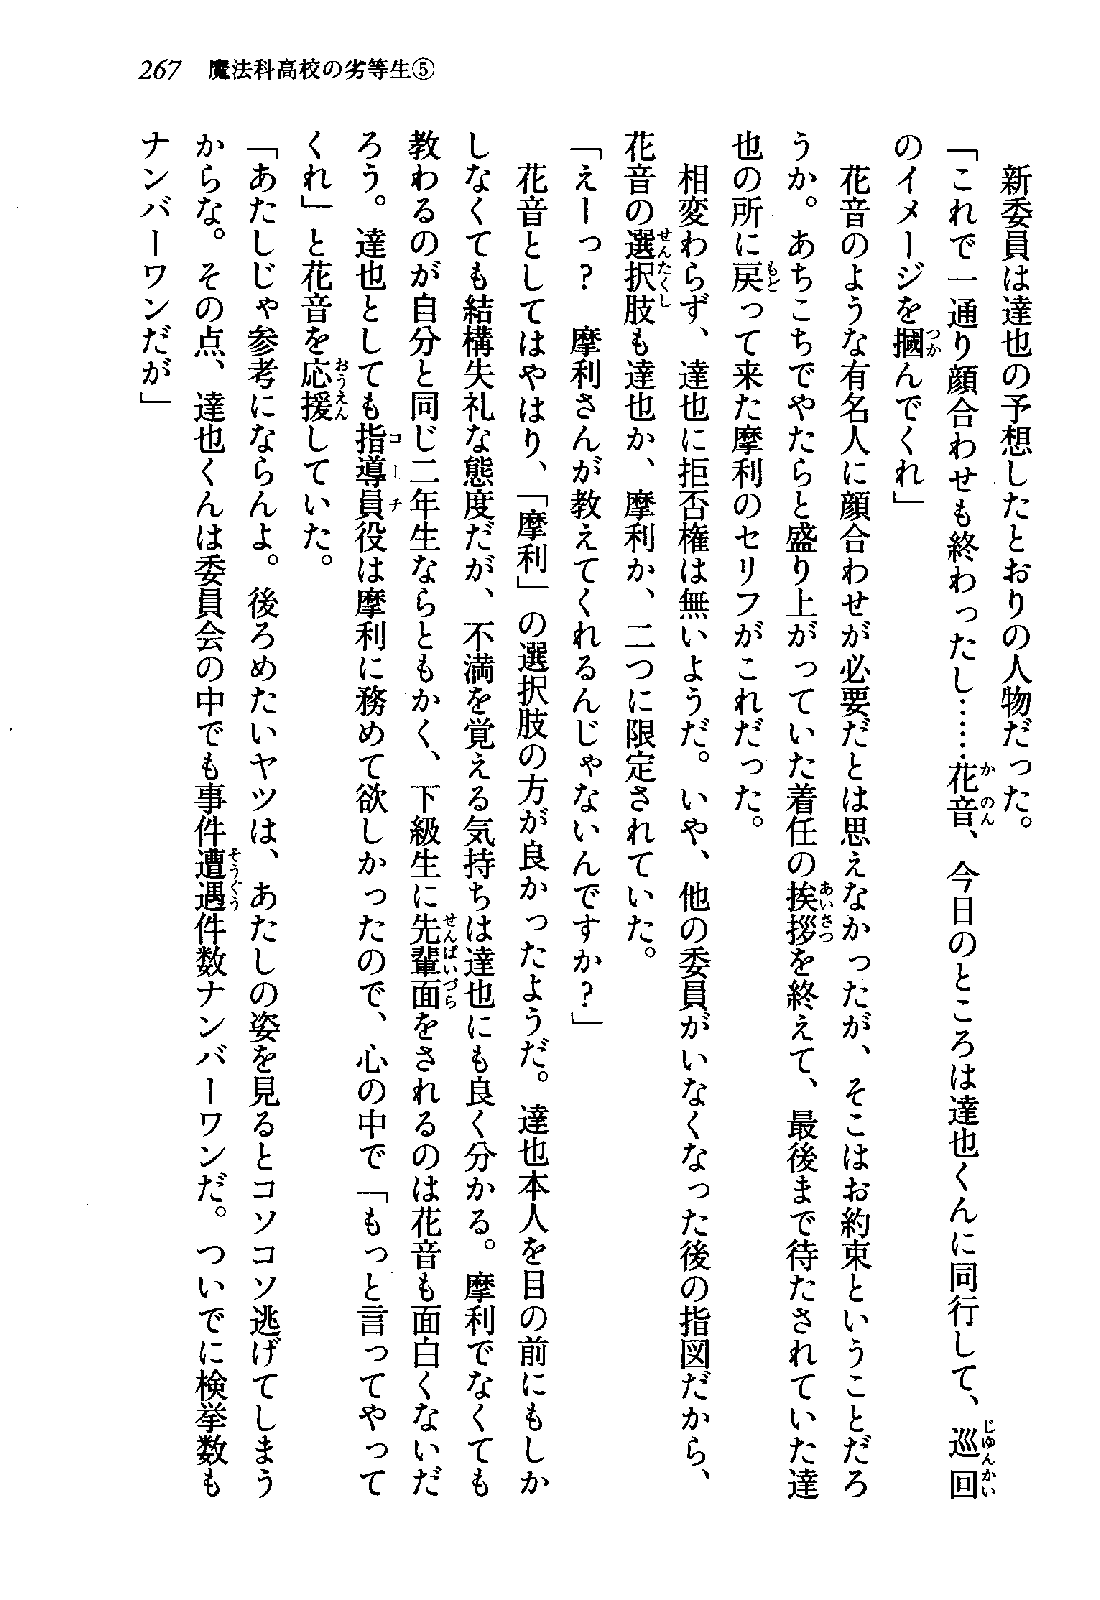 267 魔法科高校の劣等生⑤
新委員は達也の予想したとおりの人物だった。
「これで一通り顔合わせも終わったし……花音、今日のところは達也くんに同行して、巡回
のイメージを摑んでくれ」
花音のような有名人に顔合わせが必要だとは思えなかったが、そこはお約束ということだろ
うか。あちこちでやたらと盛り上がっていた着任の挨拶を終えて、最後まで待たされていた達
也の所に戻って来た摩利のセリフがこれだった。
相変わらず、達也に拒否権は無いようだ。いや、他の委員がいなくなった後の指図だから、
花音の選択肢も達也か、摩利か、二つに限定されていた。
「えーっ？　摩利さんが教えてくれるんじゃないんですか？」
花音としてはやはり、「摩利」の選択肢の方が良かったようだ。達也本人を目の前にもしか
しなくても結構失礼な態度だが、不満を覚える気持ちは達也にも良く分かる。摩利でなくても
教わるのが自分と同じ二年生ならともかく、下級生に先輩面をされるのは花音も面白くないだ
ろう。達也としても指導員役は摩利に務めて欲しかったので、心の中で「もっと言ってやって
くれ」と花音を応援していた。
「あたしじゃ参考にならんよ。後ろめたいヤツは、あたしの姿を見るとコソコソ逃げてしまう
からな。その点、達也くんは委員会の中でも事件遭遇件数ナンバーワンだ。ついでに検挙数も
ナンバーワンだが」